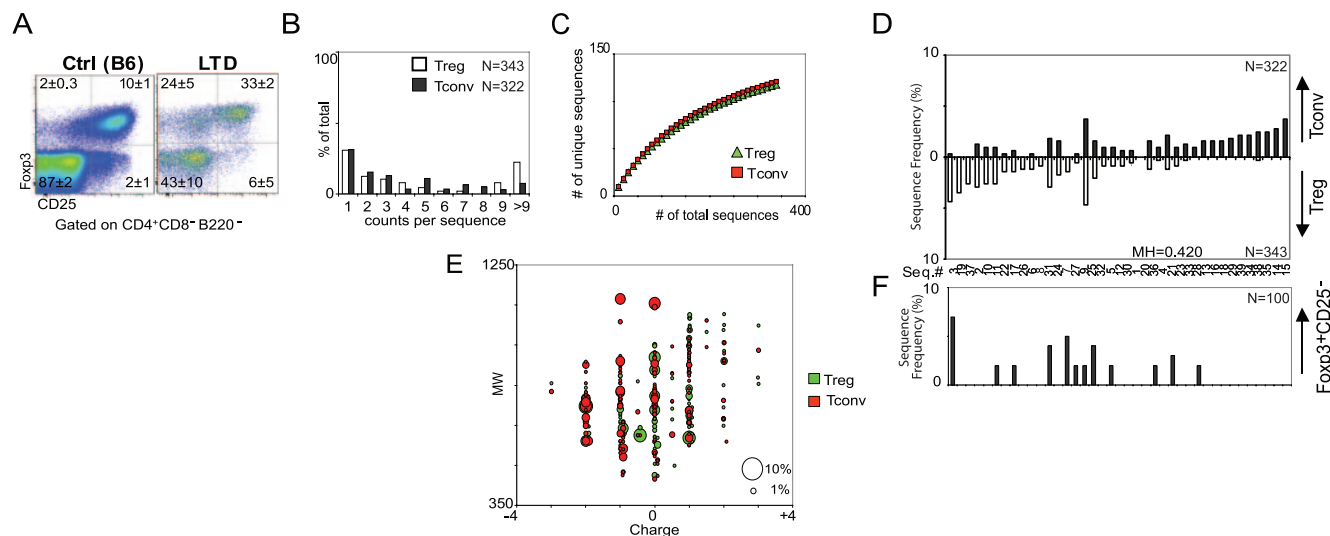 A
Ctrl (B6)
LTD
2±0.3
10±1
24±5
33±2
87±2
2±1
43±10
6±5
Foxp3
CD25
Gated on CD4⁺CD8⁻ B220⁻
B
100
% of total
0
Treg N=343
Tconv N=322
1 2 3 4 5 6 7 8 9 >9
counts per sequence
C
150
# of unique sequences
0
Treg
Tconv
0
400
# of total sequences
D
10
N=322
Sequence Frequency (%)
0
10
MH=0.420
N=343
Tconv
Treg
Seq.#
E
1250
MW
350
-4
0
+4
Charge
10%
1%
Treg
Tconv
F
10
N=100
Sequence
Frequency (%)
0
Foxp3⁺CD25⁻